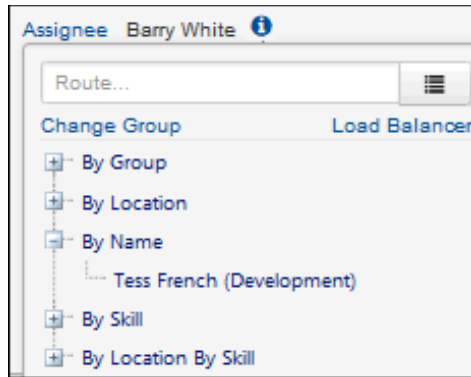 Assignee Barry White
Route...
Change Group Load Balancer
By Group
By Location
By Name
Tess French (Development)
By Skill
By Location By Skill